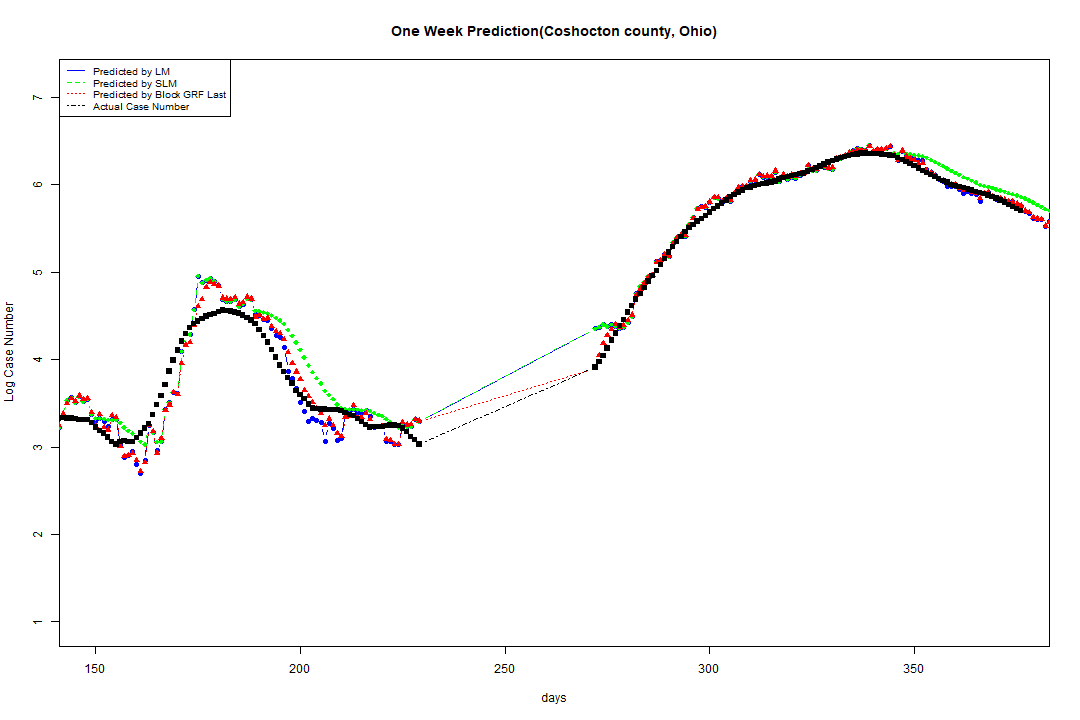 One Week Prediction(Coshocton county, Ohio)
Predicted by LM
Predicted by SLM
Predicted by Block GRF Last
Actual Case Number
7
6
5
4
3
2
1
Log Case Number
150 200 250 300 350
days